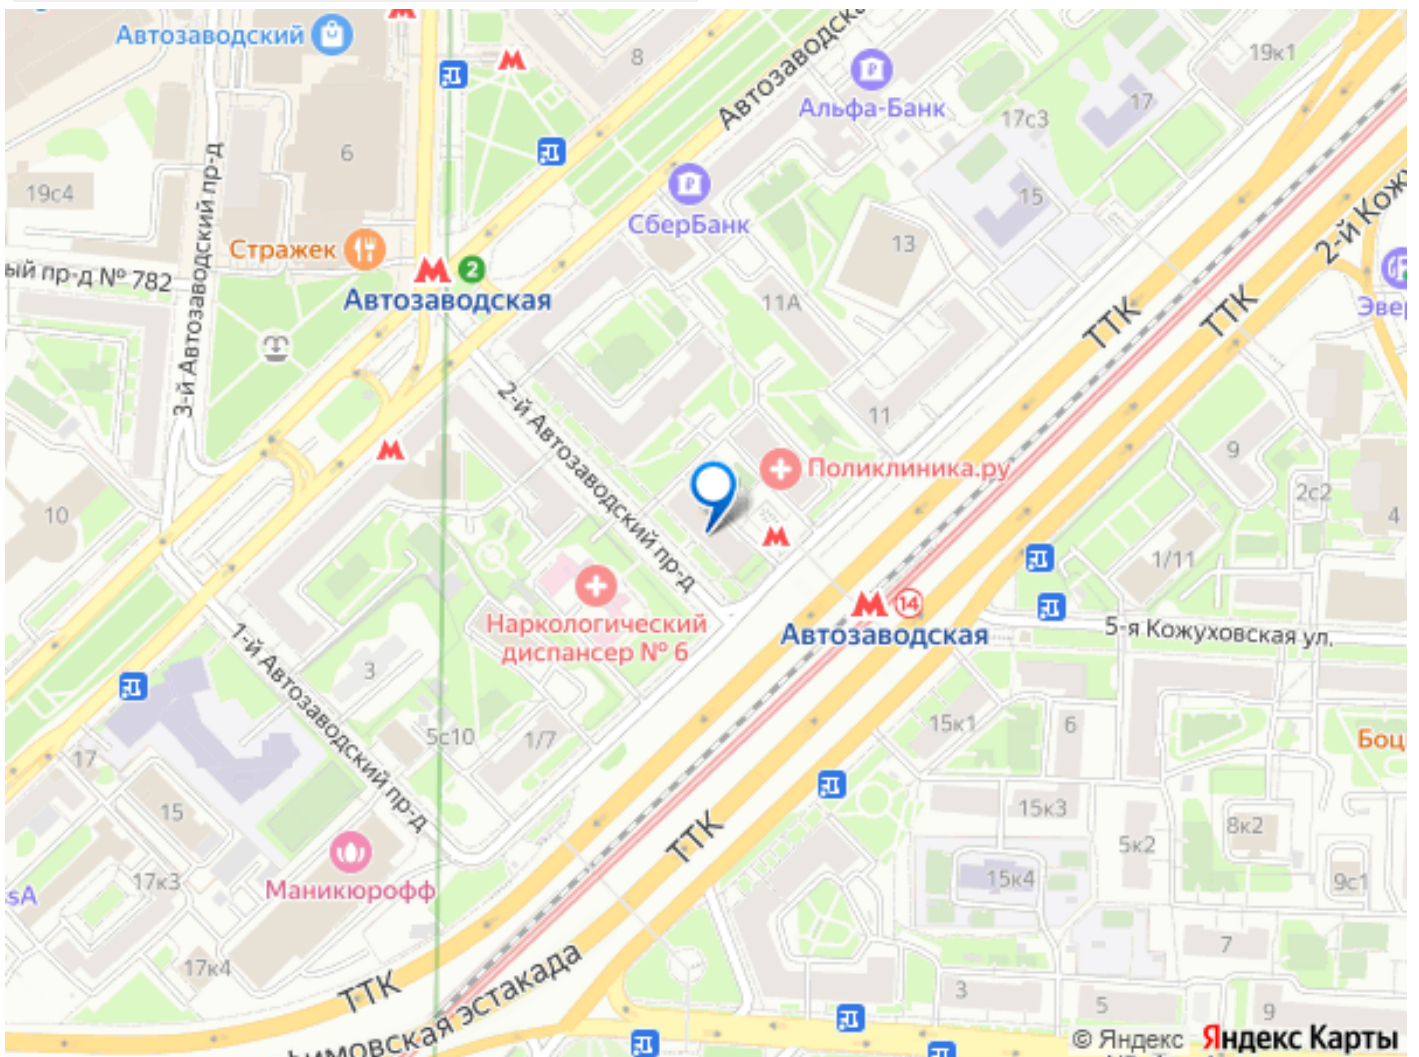 Автозаводский
8
Автозаводска
19к1
Альфа-Банк
17
17с3
6
19с4
3-й Автозаводский пр-д
СберБанк
15
2-й Кожу
Стражек
13
ый пр-д № 782
2
Автозаводская
11А
ТТК
ТТК
Эвер
2-й Автозаводский пр-д
11
9
Поликлиника.ру
2с2
10
4
1/11
14
Автозаводская
5-я Кожуховская ул.
Наркологический
диспансер № 6
1-й Автозаводский пр-д
3
15к1
6
5с10
1/7
Боц
17
15
15к3
8к2
ТТК
5к2
Маникюрофф
17к3
15к4
9с1
sA
7
17к4
ТТК
имовская эстакада
3
5
9
© Яндекс Яндекс Карты